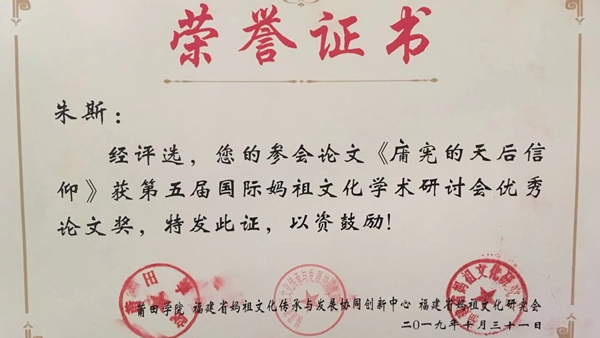 荣誉证书
朱斯：
经评选，您的参会论文《庸宪的天后信
仰》获第五届国际妈祖文化学术研讨会优秀
论文奖，特发此证，以资鼓励！
莆田学院 福建省妈祖文化传承与发展协同创新中心 福建省妈祖文化研究会
二〇一九年十月三十一日